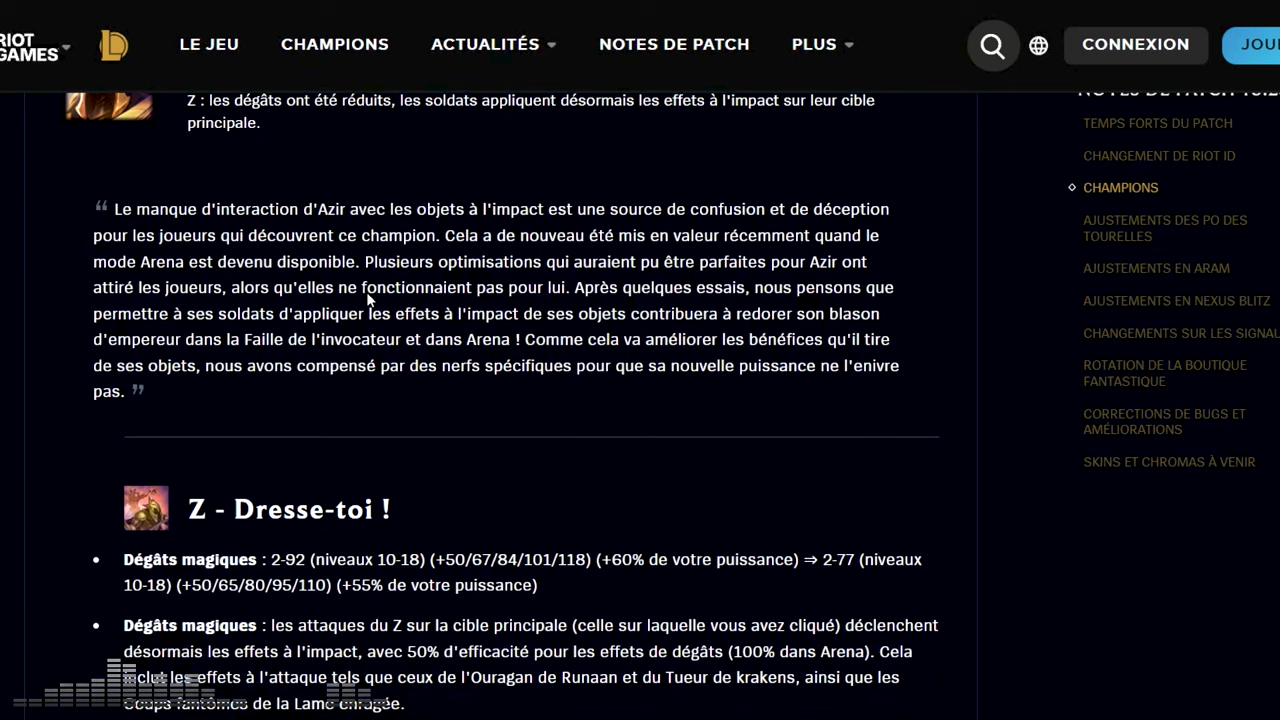 RIOT
GAMES
LE JEU
CHAMPIONS
ACTUALITÉS
NOTES DE PATCH
PLUS
CONNEXION
Z : les dégâts ont été réduits, les soldats appliquent désormais les effets à l'impact sur leur cible
principale.
“ Le manque d'interaction d'Azir avec les objets à l'impact est une source de confusion et de déception
pour les joueurs qui découvrent ce champion. Cela a de nouveau été mis en valeur récemment quand le
mode Arena est devenu disponible. Plusieurs optimisations qui auraient pu être parfaites pour Azir ont
attiré les joueurs, alors qu'elles ne fonctionnaient pas pour lui. Après quelques essais, nous pensons que
permettre à ses soldats d'appliquer les effets à l'impact de ses objets contribuera à redorer son blason
d'empereur dans la Faille de l'invocateur et dans Arena ! Comme cela va améliorer les bénéfices qu'il tire
de ses objets, nous avons compensé par des nerfs spécifiques pour que sa nouvelle puissance ne l'enivre
pas. ”
Z - Dresse-toi !
• Dégâts magiques : 2-92 (niveaux 10-18) (+50/67/84/101/118) (+60% de votre puissance) ⇒ 2-77 (niveaux
10-18) (+50/65/80/95/110) (+55% de votre puissance)
• Dégâts magiques : les attaques du Z sur la cible principale (celle sur laquelle vous avez cliqué) déclenchent
désormais les effets à l'impact, avec 50% d'efficacité pour les effets de dégâts (100% dans Arena). Cela
inclut les effets à l'attaque tels que ceux de l'Ouragan de Runaan et du Tueur de krakens, ainsi que les
Coups fantômes de la Lame enragée.
NOTES DE PATCH
TEMPS FORTS DU PATCH
CHANGEMENT DE RIOT ID
CHAMPIONS
AJUSTEMENTS DES PO DES
TOURELLES
AJUSTEMENTS EN ARAM
AJUSTEMENTS EN NEXUS BLITZ
CHANGEMENTS SUR LES SIGNAU
ROTATION DE LA BOUTIQUE
FANTASTIQUE
CORRECTIONS DE BUGS ET
AMÉLIORATIONS
SKINS ET CHROMAS À VENIR